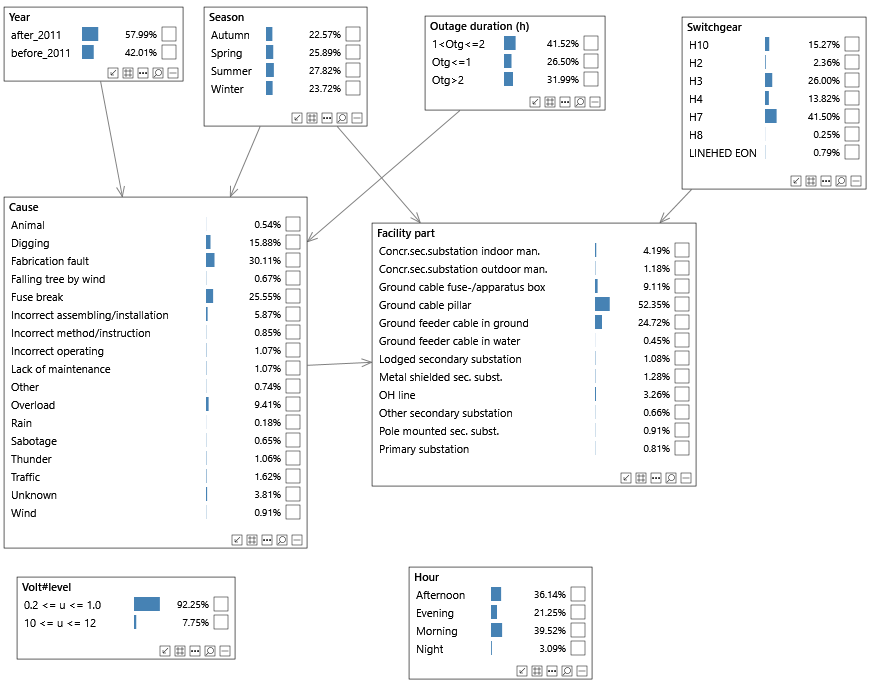 Year
after_2011 57.99%
before_2011 42.01%
Season
Autumn 22.57%
Spring 25.89%
Summer 27.82%
Winter 23.72%
Outage duration (h)
1<Otg<=2 41.52%
Otg<=1 26.50%
Otg>2 31.99%
Switchgear
H10 15.27%
H2 2.36%
H3 26.00%
H4 13.82%
H7 41.50%
H8 0.25%
LINEHED EON 0.79%
Cause
Animal 0.54%
Digging 15.88%
Fabrication fault 30.11%
Falling tree by wind 0.67%
Fuse break 25.55%
Incorrect assembling/installation 5.87%
Incorrect method/instruction 0.85%
Incorrect operating 1.07%
Lack of maintenance 1.07%
Other 0.74%
Overload 9.41%
Rain 0.18%
Sabotage 0.65%
Thunder 1.06%
Traffic 1.62%
Unknown 3.81%
Wind 0.91%
Facility part
Concr.sec.substation indoor man. 4.19%
Concr.sec.substation outdoor man. 1.18%
Ground cable fuse-/apparatus box 9.11%
Ground cable pillar 52.35%
Ground feeder cable in ground 24.72%
Ground feeder cable in water 0.45%
Lodged secondary substation 1.08%
Metal shielded sec. subst. 1.28%
OH line 3.26%
Other secondary substation 0.66%
Pole mounted sec. subst. 0.91%
Primary substation 0.81%
Volt#level
0.2 <= u <= 1.0 92.25%
10 <= u <= 12 7.75%
Hour
Afternoon 36.14%
Evening 21.25%
Morning 39.52%
Night 3.09%